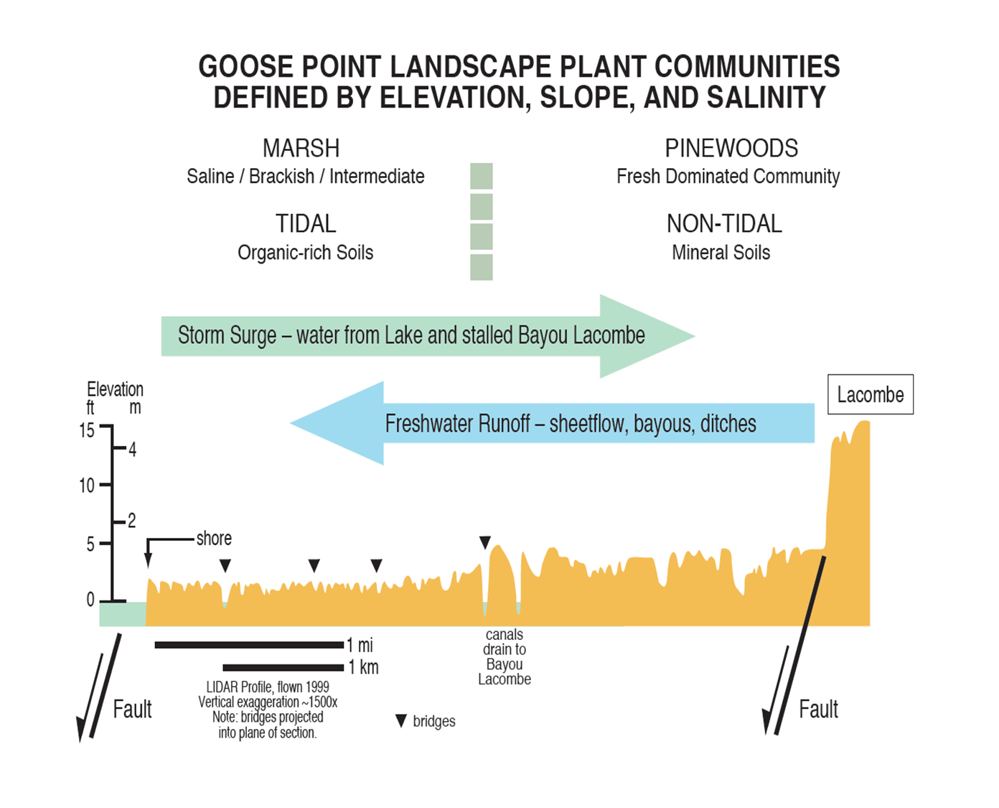 GOOSE POINT LANDSCAPE PLANT COMMUNITIES
DEFINED BY ELEVATION, SLOPE, AND SALINITY
MARSH
Saline / Brackish / Intermediate
PINEWOODS
Fresh Dominated Community
TIDAL
Organic-rich Soils
NON-TIDAL
Mineral Soils
Storm Surge – water from Lake and stalled Bayou Lacombe
Freshwater Runoff – sheetflow, bayous, ditches
Lacombe
Elevation
ft m
15
4
10
2
5
0
shore
canals
drain to
Bayou
Lacombe
1 mi
1 km
LIDAR Profile, flown 1999
Vertical exaggeration ~1500x
Note: bridges projected
into plane of section.
bridges
Fault
Fault